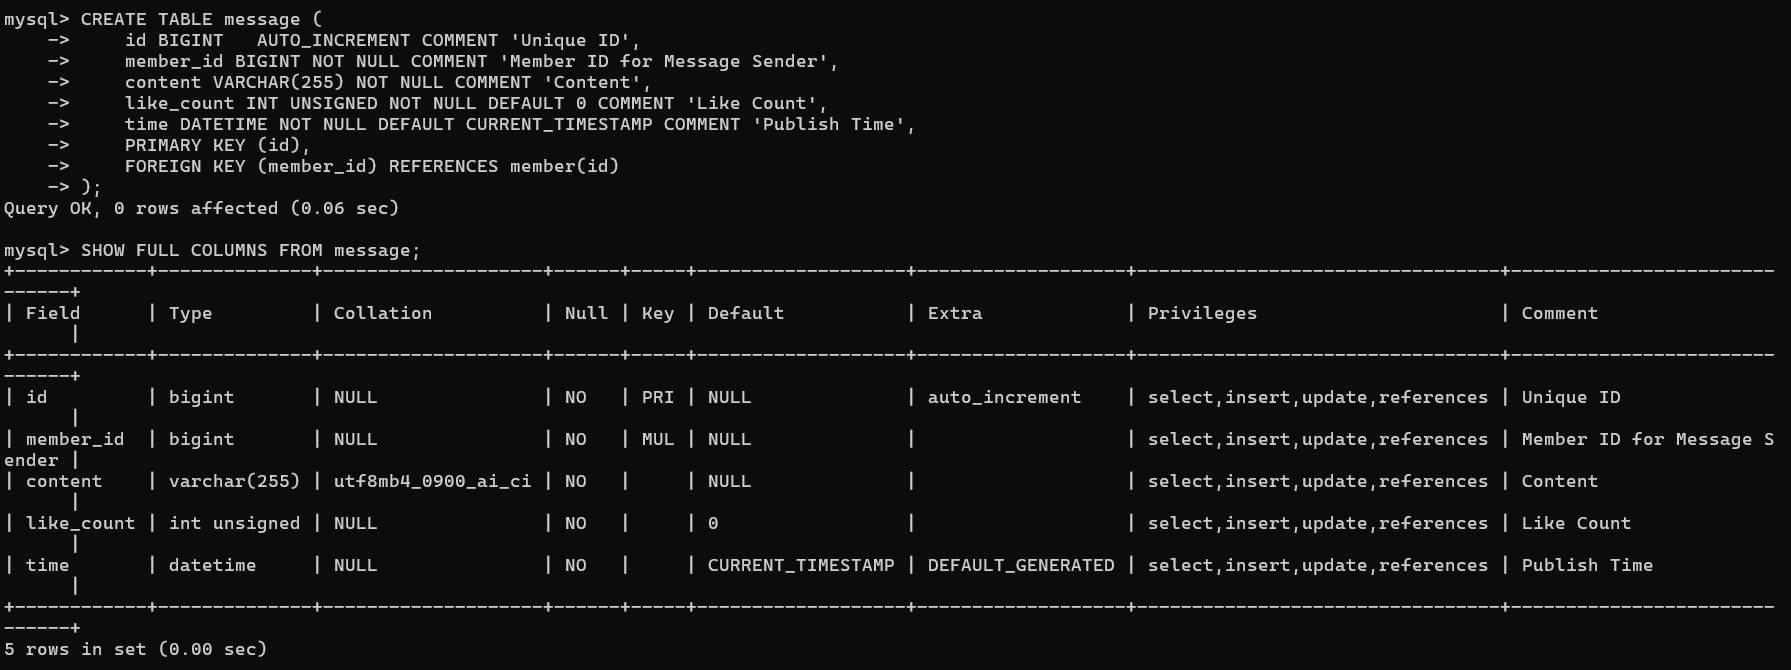 mysql> CREATE TABLE message (
    ->     id BIGINT   AUTO_INCREMENT COMMENT 'Unique ID',
    ->     member_id BIGINT NOT NULL COMMENT 'Member ID for Message Sender',
    ->     content VARCHAR(255) NOT NULL COMMENT 'Content',
    ->     like_count INT UNSIGNED NOT NULL DEFAULT 0 COMMENT 'Like Count',
    ->     time DATETIME NOT NULL DEFAULT CURRENT_TIMESTAMP COMMENT 'Publish Time',
    ->     PRIMARY KEY (id),
    ->     FOREIGN KEY (member_id) REFERENCES member(id)
    -> );
Query OK, 0 rows affected (0.06 sec)

mysql> SHOW FULL COLUMNS FROM message;
+------------+--------------+--------------------+------+-----+-------------------+-------------------+---------------------------------+------------------------
------+
| Field      | Type         | Collation          | Null | Key | Default           | Extra             | Privileges                      | Comment
      |
+------------+--------------+--------------------+------+-----+-------------------+-------------------+---------------------------------+------------------------
------+
| id         | bigint       | NULL               | NO   | PRI | NULL              | auto_increment    | select,insert,update,references | Unique ID
      |
| member_id  | bigint       | NULL               | NO   | MUL | NULL              |                   | select,insert,update,references | Member ID for Message S
ender |
| content    | varchar(255) | utf8mb4_0900_ai_ci | NO   |     | NULL              |                   | select,insert,update,references | Content
      |
| like_count | int unsigned | NULL               | NO   |     | 0                 |                   | select,insert,update,references | Like Count
      |
| time       | datetime     | NULL               | NO   |     | CURRENT_TIMESTAMP | DEFAULT_GENERATED | select,insert,update,references | Publish Time
      |
+------------+--------------+--------------------+------+-----+-------------------+-------------------+---------------------------------+------------------------
------+
5 rows in set (0.00 sec)